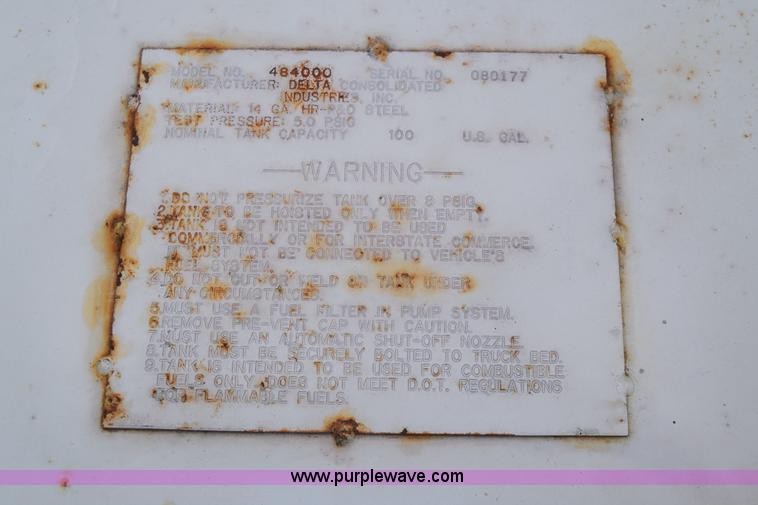 MODEL NO. 484000 SERIAL NO. 080177
MANUFACTURER: DELTA CONSOLIDATED
INDUSTRIES, INC.
MATERIAL: 14 GA. HR-P&O STEEL
TEST PRESSURE: 5.0 PSIG
NOMINAL TANK CAPACITY 100 U.S. GAL.
WARNING
1. DO NOT PRESSURIZE TANK OVER 8 PSIG.
2. TANK TO BE HOISTED ONLY WHEN EMPTY.
3. TANK IS NOT INTENDED TO BE USED
COMMERCIALLY OR FOR INTERSTATE COMMERCE.
IT MUST NOT BE CONNECTED TO VEHICLE'S
FUEL SYSTEM.
4. DO NOT CUT OR WELD ON TANK UNDER
ANY CIRCUMSTANCES.
5. MUST USE A FUEL FILTER IN PUMP SYSTEM.
6. REMOVE PRE-VENT CAP WITH CAUTION.
7. MUST USE AN AUTOMATIC SHUT-OFF NOZZLE.
8. TANK MUST BE SECURELY BOLTED TO TRUCK BED.
9. TANK IS INTENDED TO BE USED FOR COMBUSTIBLE
FUELS ONLY, DOES NOT MEET D.O.T. REGULATIONS
FOR FLAMMABLE FUELS.
www.purplewave.com